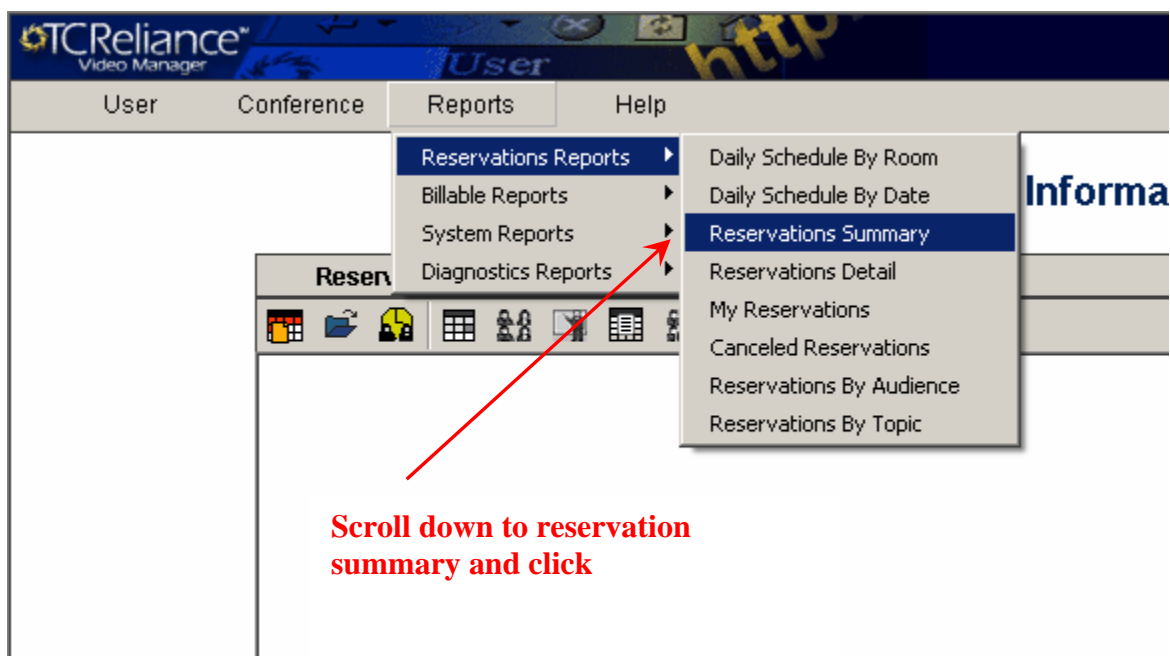 TCReliance™
Video Manager
User
http
User Conference Reports Help
Reservations Reports
Billable Reports
System Reports
Diagnostics Reports
Daily Schedule By Room
Daily Schedule By Date
Reservations Summary
Reservations Detail
My Reservations
Canceled Reservations
Reservations By Audience
Reservations By Topic
Informa
Reserv
Scroll down to reservation
summary and click